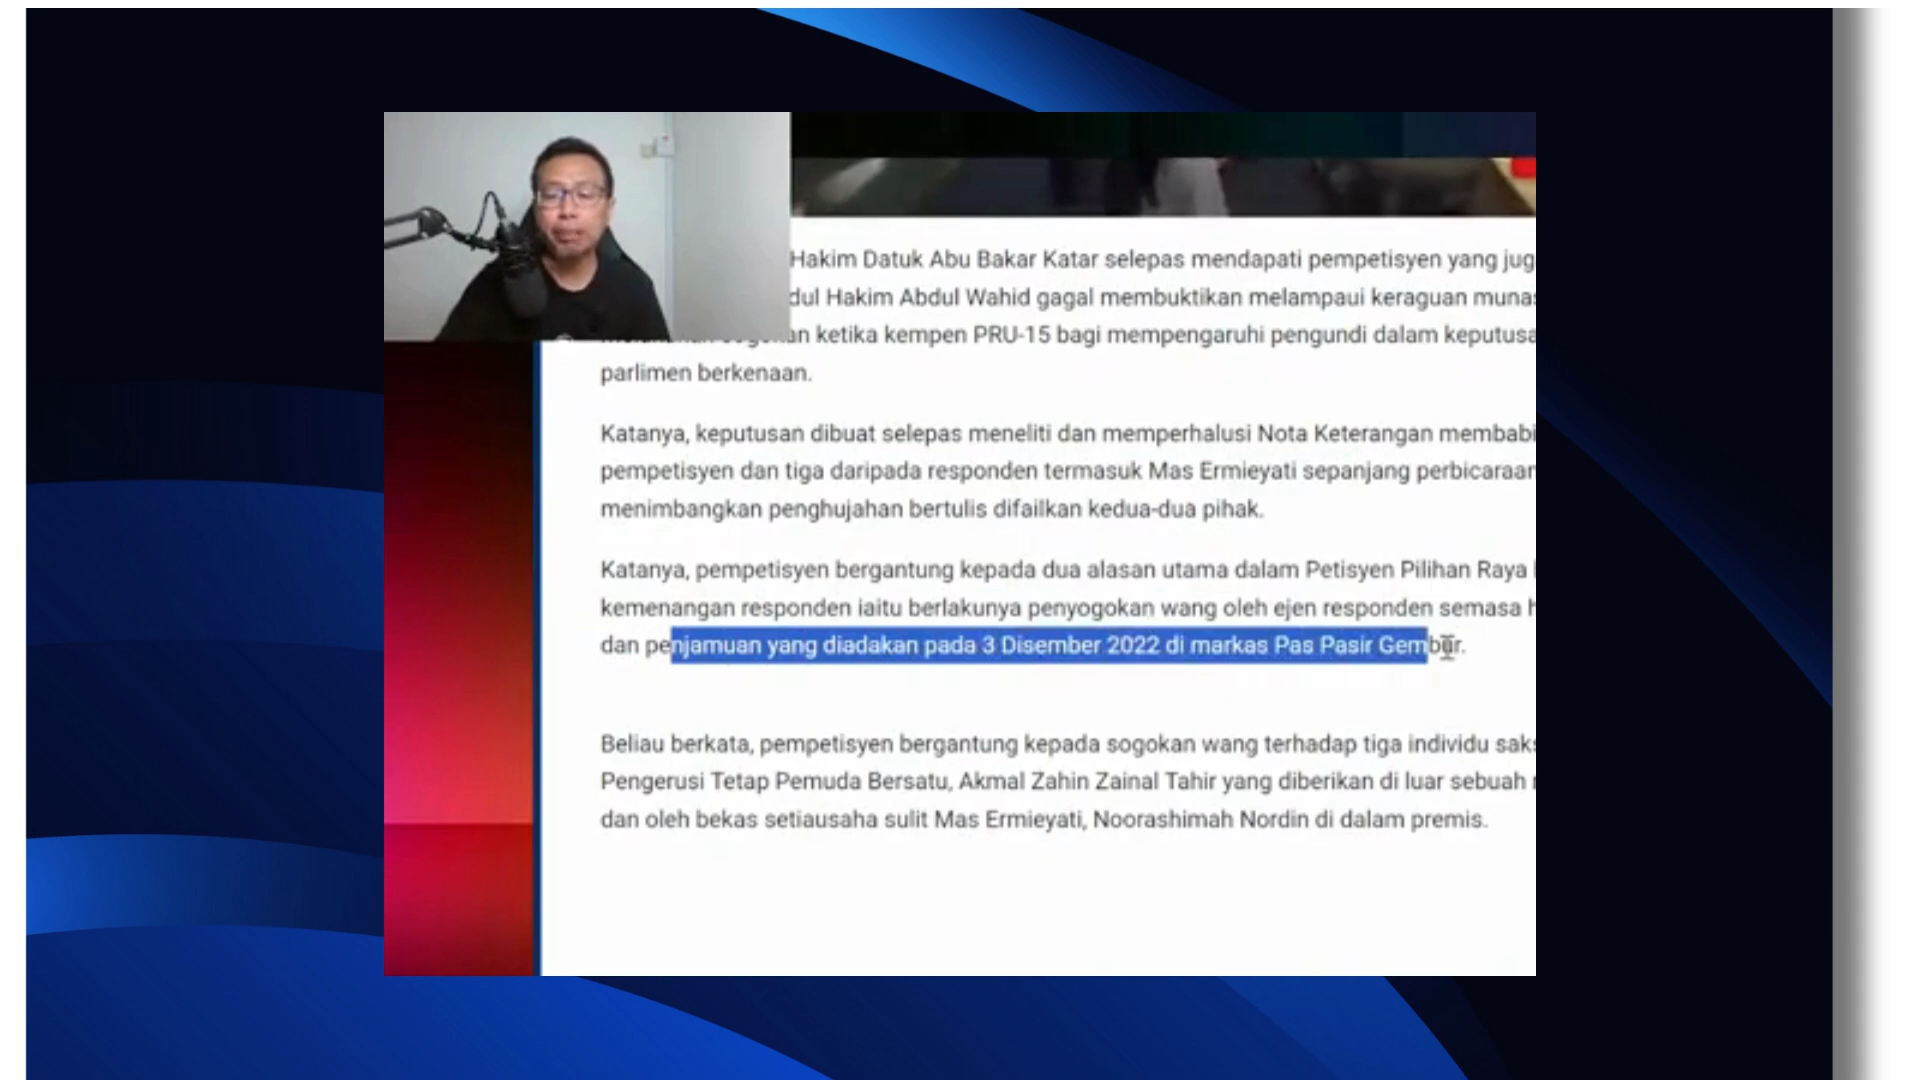 Hakim Datuk Abu Bakar Katar selepas mendapati pempetisyen yang jug
dul Hakim Abdul Wahid gagal membuktikan melampaui keraguan munas
an ketika kempen PRU-15 bagi mempengaruhi pengundi dalam keputusa
parlimen berkenaan.
Katanya, keputusan dibuat selepas meneliti dan memperhalusi Nota Keterangan membabi
pempetisyen dan tiga daripada responden termasuk Mas Ermieyati sepanjang perbicaraan
menimbangkan penghujahan bertulis difailkan kedua-dua pihak.
Katanya, pempetisyen bergantung kepada dua alasan utama dalam Petisyen Pilihan Raya
kemenangan responden iaitu berlakunya penyogokan wang oleh ejen responden semasa h
dan penjamuan yang diadakan pada 3 Disember 2022 di markas Pas Pasir Gembur.
Beliau berkata, pempetisyen bergantung kepada sogokan wang terhadap tiga individu saks
Pengerusi Tetap Pemuda Bersatu, Akmal Zahin Zainal Tahir yang diberikan di luar sebuah
dan oleh bekas setiausaha sulit Mas Ermieyati, Noorashimah Nordin di dalam premis.